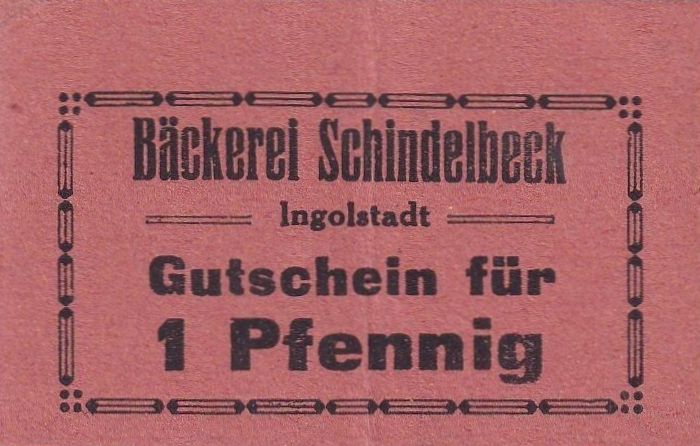 Bäckerei Schindelbeck
Ingolstadt
Gutschein für
1 Pfennig